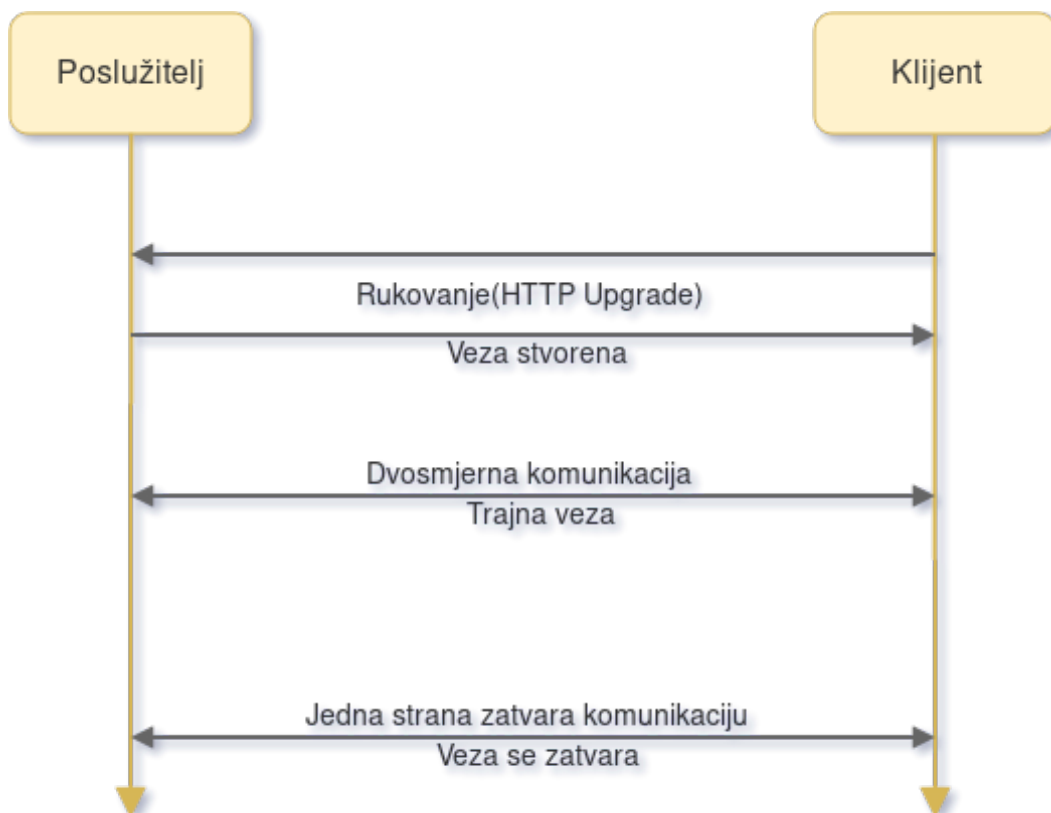 Poslužitelj
Klijent
Rukovanje(HTTP Upgrade)
Veza stvorena
Dvosmjerna komunikacija
Trajna veza
Jedna strana zatvara komunikaciju
Veza se zatvara